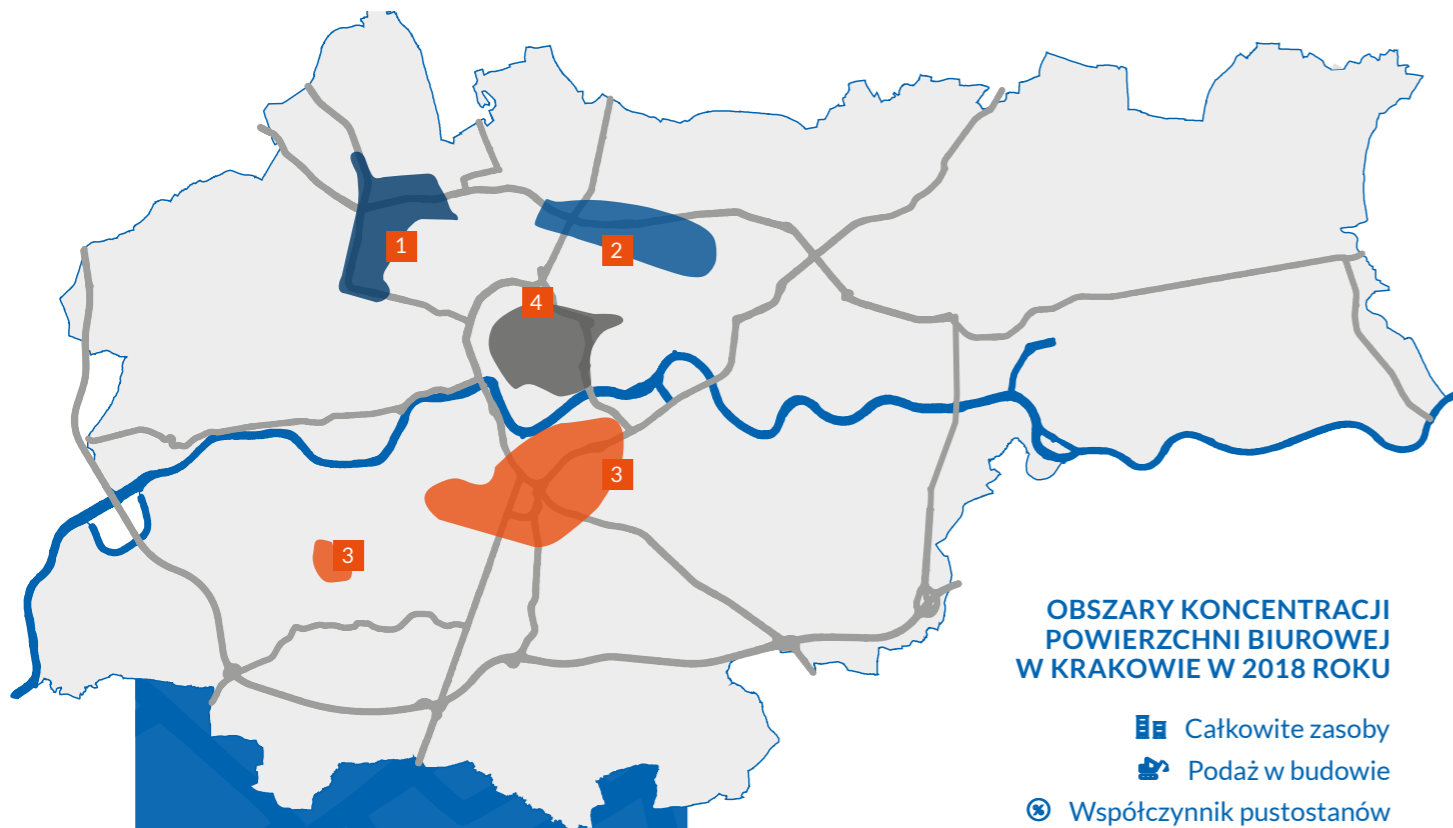 1
2
4
3
3
OBSZARY KONCENTRACJI
POWIERZCHNI BIUROWEJ
W KRAKOWIE W 2018 ROKU
Całkowite zasoby
Podaż w budowie
% Współczynnik pustostanów